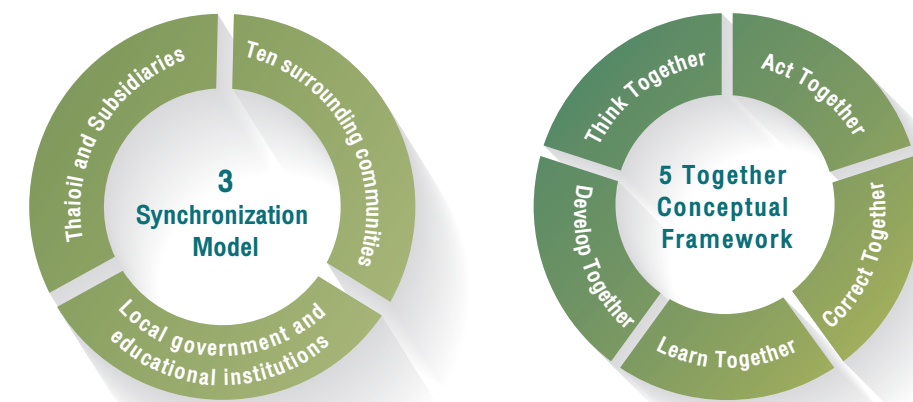 Thaioil and Subsidiaries
Ten surrounding communities
Local government and
educational institutions
3
Synchronization
Model
Think Together
Act Together
Correct Together
Learn Together
Develop Together
5 Together
Conceptual
Framework